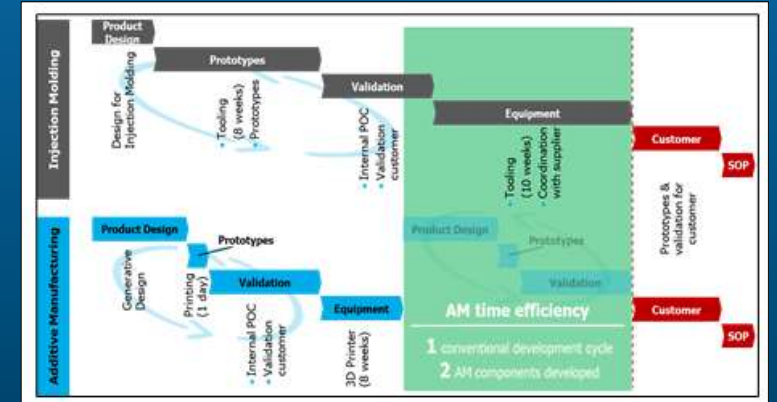 Injection Molding
Product
Design
Prototypes
Validation
Equipment
Customer
SOP
Design for
Injection Molding
• Tooling
(8 weeks)
• Prototypes
• Internal POC
• Validation
customer
• Tooling
(10 weeks)
• Coordination
with supplier
Prototypes &
validation for
customer
Additive Manufacturing
Product Design
Prototypes
Validation
Equipment
Generative
Design
Printing
(1 day)
• Internal POC
• Validation
customer
3D Printer
(8 weeks)
Product Design
Prototypes
Validation
AM time efficiency
1 conventional development cycle
2 AM components developed
Customer
SOP